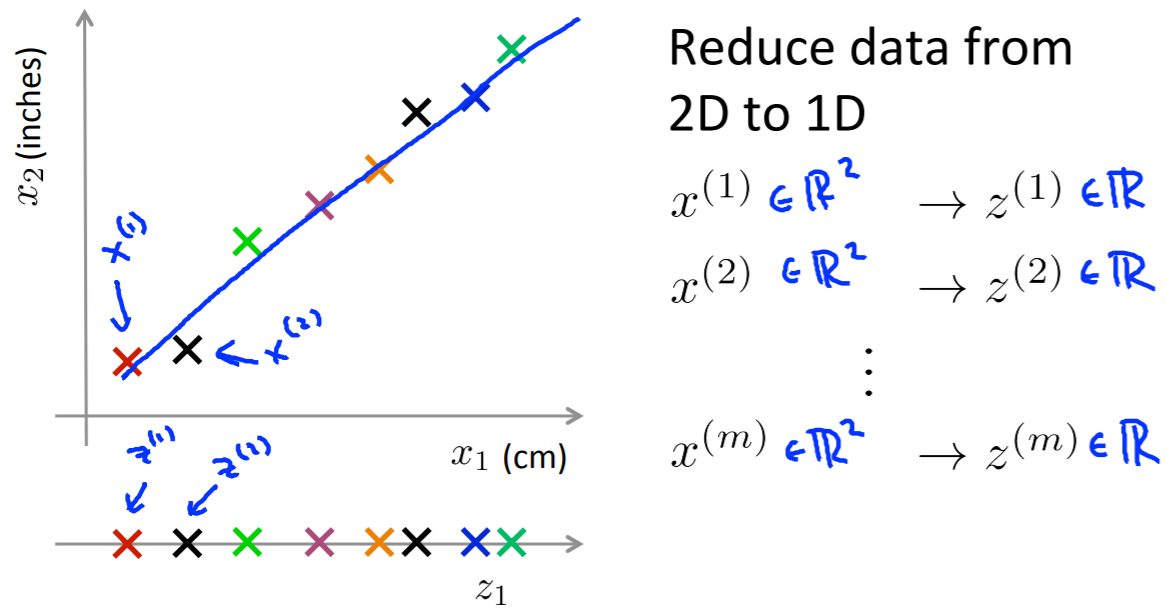 Reduce data from
2D to 1D
x₂ (inches)
x⁽¹⁾
x⁽²⁾
x₁ (cm)
z⁽¹⁾
z⁽²⁾
z₁
x⁽¹⁾ ∈ ℝ² → z⁽¹⁾ ∈ ℝ
x⁽²⁾ ∈ ℝ² → z⁽²⁾ ∈ ℝ
⋮
x⁽ᵐ⁾ ∈ ℝ² → z⁽ᵐ⁾ ∈ ℝ